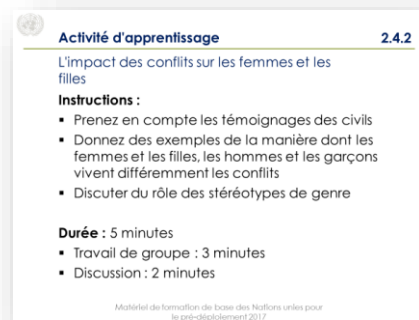 Activité d'apprentissage 2.4.2
L'impact des conflits sur les femmes et les
filles
Instructions :
▪ Prenez en compte les témoignages des civils
▪ Donnez des exemples de la manière dont les
femmes et les filles, les hommes et les garçons
vivent différemment les conflits
▪ Discuter du rôle des stéréotypes de genre
Durée : 5 minutes
▪ Travail de groupe : 3 minutes
▪ Discussion : 2 minutes
Matériel de formation de base des Nations unies pour
le pré-déploiement 2017